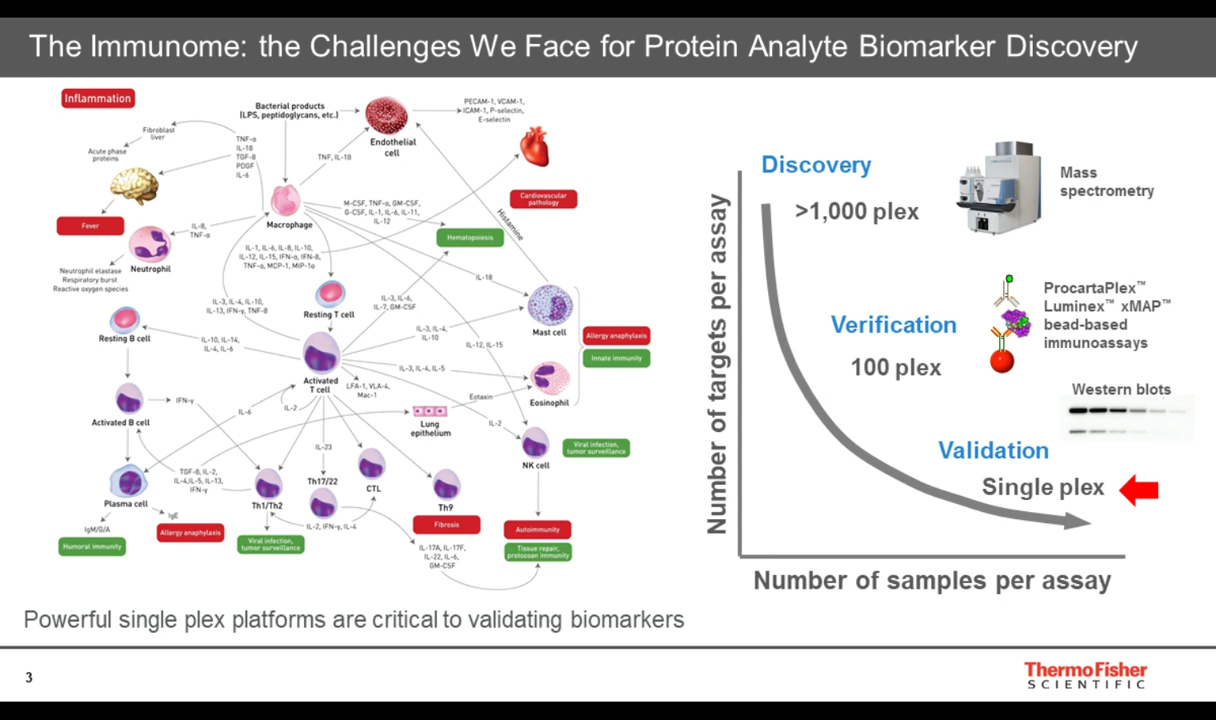 The Immunome: the Challenges We Face for Protein Analyte Biomarker Discovery
Inflammation
Bacterial products
(LPS, peptidoglycans, etc.)
Endothelial
cell
PECAM-1, VCAM-1,
ICAM-1, P-selectin,
E-selectin
Fibroblast
liver
Acute phase
proteins
TNF-α
IL-1β
TGF-β
PDGF
IL-6
TNF, IL-1β
Fever
Macrophage
M-CSF, TNF-α, GM-CSF,
G-CSF, IL-1, IL-6, IL-11,
IL-12
Cardiovascular
pathology
Histamine
Hematopoiesis
IL-8,
TNF-α
Neutrophil
Neutrophil elastase
Respiratory burst
Reactive oxygen species
IL-1, IL-6, IL-8, IL-10,
IL-12, IL-15, IFN-α, IFN-β,
TNF-α, MCP-1, MIP-1α
IL-18
IL-3, IL-4, IL-10,
IL-13, IFN-γ, TNF-β
Resting T cell
IL-3, IL-6,
IL-7, GM-CSF
Mast cell
Resting B cell
IL-10, IL-14,
IL-4, IL-6
IL-3, IL-4,
IL-10
IL-12, IL-15
Allergy anaphylaxis
Innate immunity
Activated
T cell
LFA-1, VLA-4,
Mac-1
IL-3, IL-4, IL-5
Eotaxin
Eosinophil
Activated B cell
IFN-γ
IL-6
IL-2
Lung
epithelium
IL-2
NK cell
Viral infection,
tumor surveillance
IL-23
TGF-β, IL-2,
IL-4, IL-5, IL-13,
IFN-γ
Plasma cell
Th1/Th2
Th17/22
CTL
Th9
IgM/G/A
IgE
Humoral immunity
Allergy anaphylaxis
Viral infection,
tumor surveillance
IL-2, IFN-γ, IL-4
Fibrosis
Autoimmunity
Tissue repair,
protozoan immunity
IL-17A, IL-17F,
IL-22, IL-6,
GM-CSF
Number of targets per assay
Discovery
>1,000 plex
Mass
spectrometry
Verification
100 plex
ProcartaPlex™
Luminex™ xMAP™
bead-based
immunoassays
Western blots
Validation
Single plex
Number of samples per assay
Powerful single plex platforms are critical to validating biomarkers
3
ThermoFisher
SCIENTIFIC